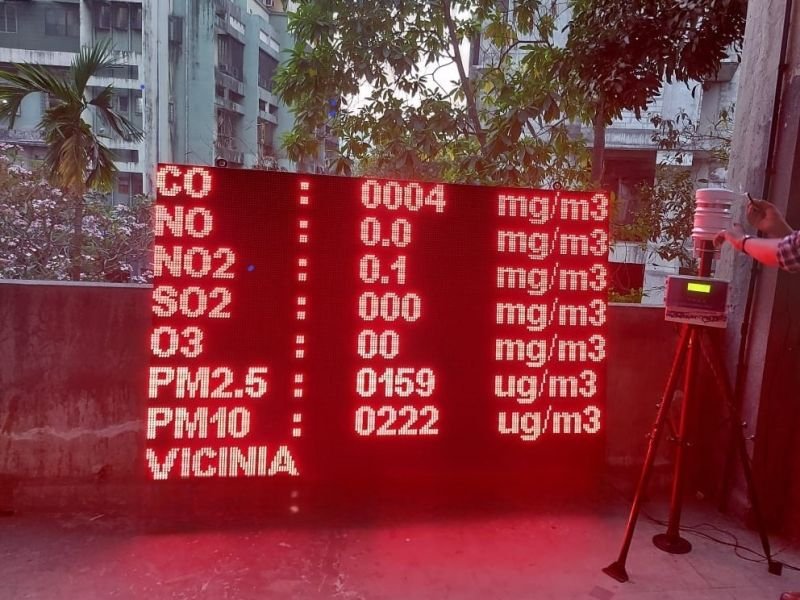 CO : 0004 mg/m3
NO : 0.0 mg/m3
NO2 : 0.1 mg/m3
SO2 : 000 mg/m3
O3 : 00 mg/m3
PM2.5 : 0159 ug/m3
PM10 : 0222 ug/m3
VICINIA